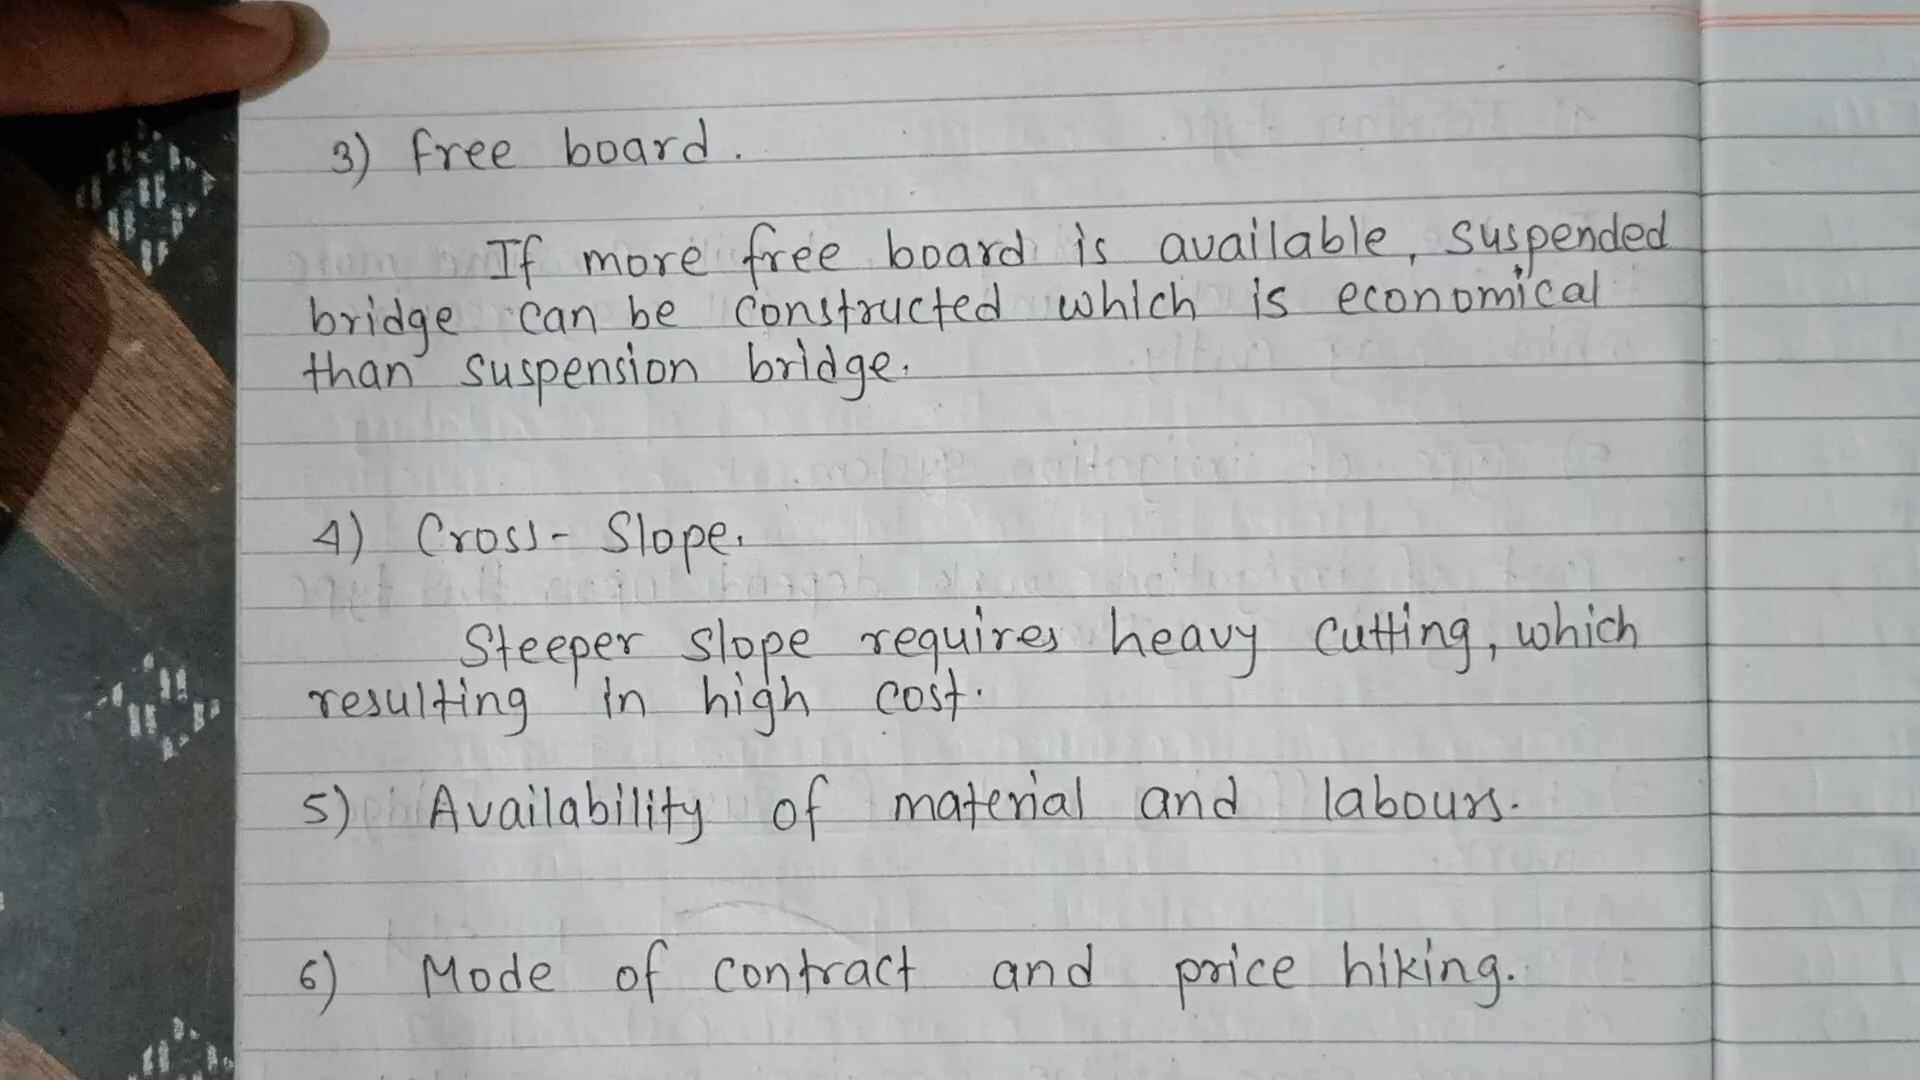 3) free board.
If more free board is available, suspended
bridge can be constructed which is economical
than suspension bridge.
4) Cross-Slope.
Steeper slope requires heavy cutting, which
resulting in high cost.
5) Availability of material and labours.
6) Mode of contract and price hiking.